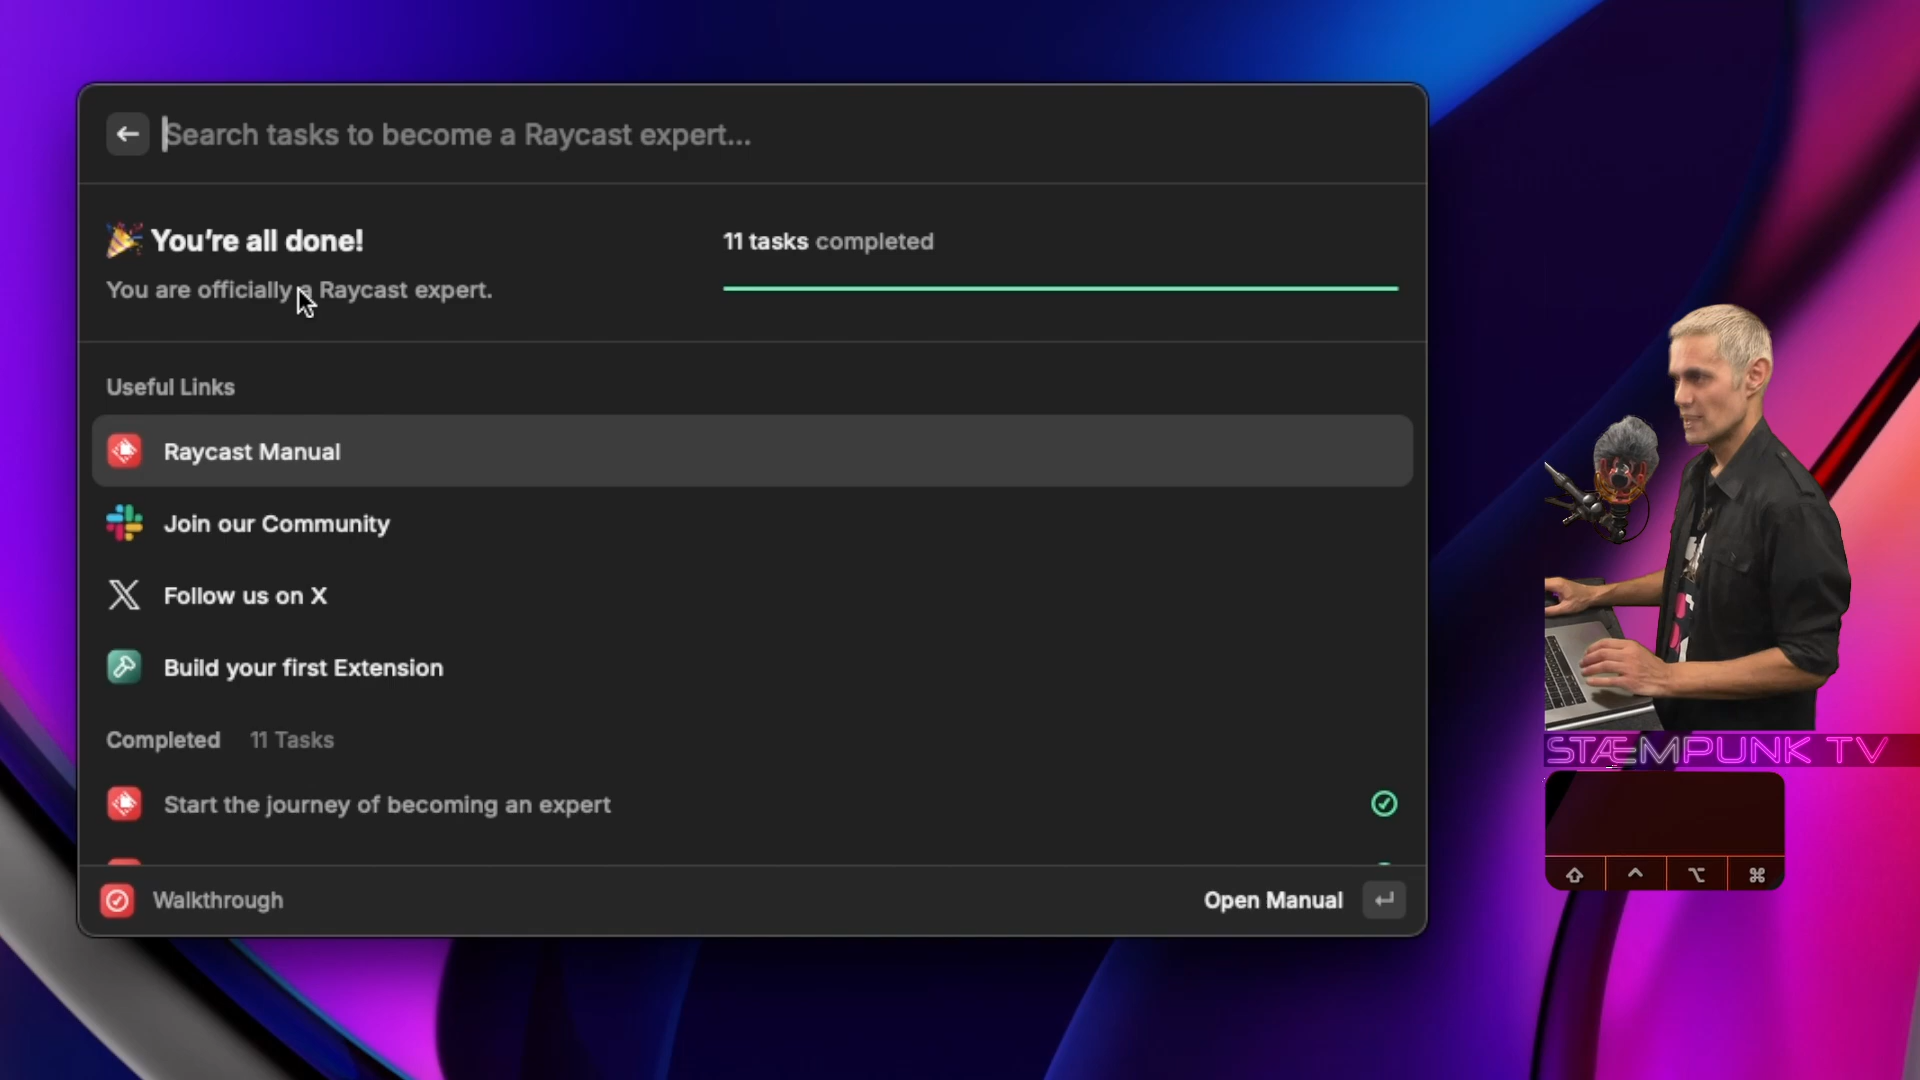 Search tasks to become a Raycast expert...
You're all done!
You are officially a Raycast expert.
11 tasks completed
Useful Links
Raycast Manual
Join our Community
Follow us on X
Build your first Extension
Completed 11 Tasks
Start the journey of becoming an expert
Walkthrough
Open Manual
STÆMPUNK TV